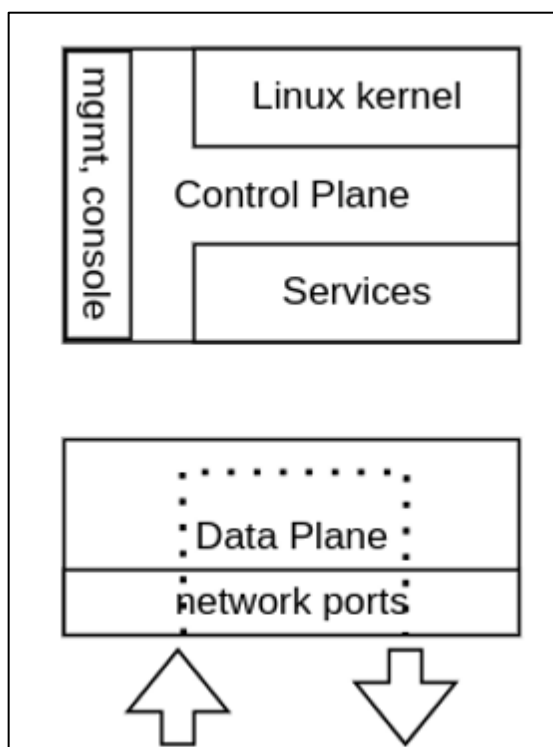 mgmt, console
Linux kernel
Control Plane
Services
Data Plane
network ports